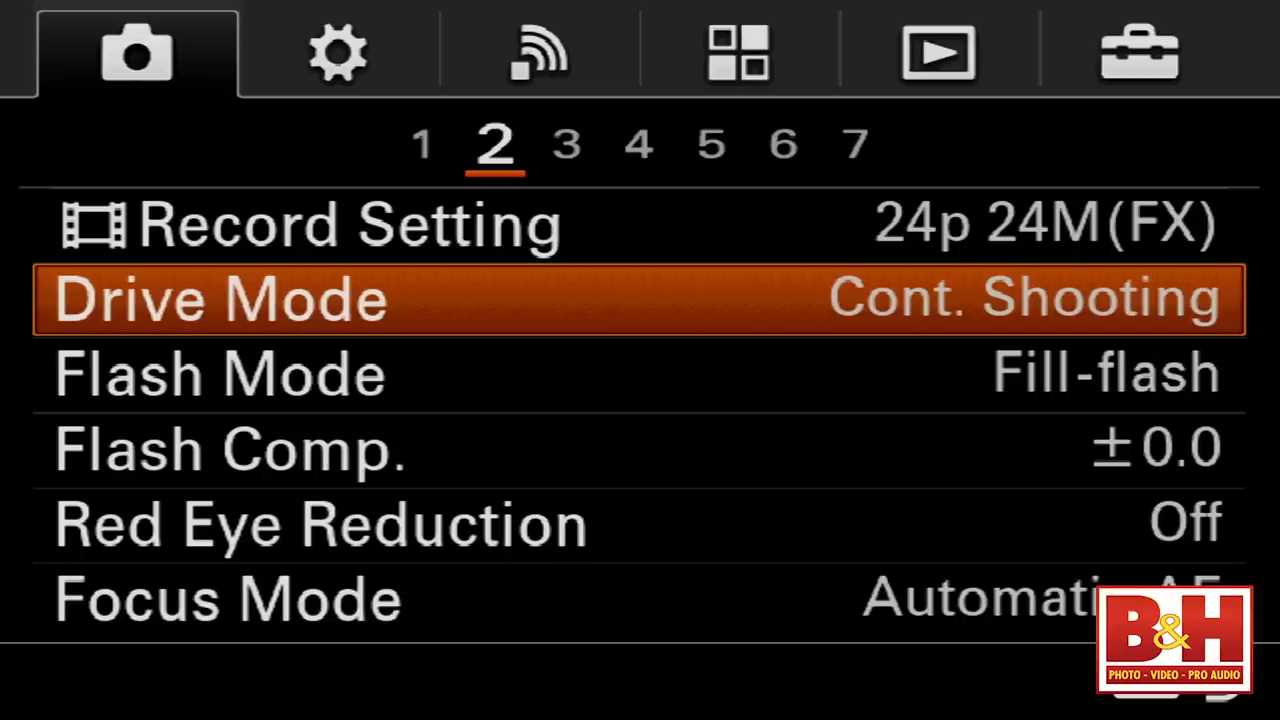 1 2 3 4 5 6 7
Record Setting 24p 24M(FX)
Drive Mode Cont. Shooting
Flash Mode Fill-flash
Flash Comp. ±0.0
Red Eye Reduction Off
Focus Mode
B&H
PHOTO - VIDEO - PRO AUDIO